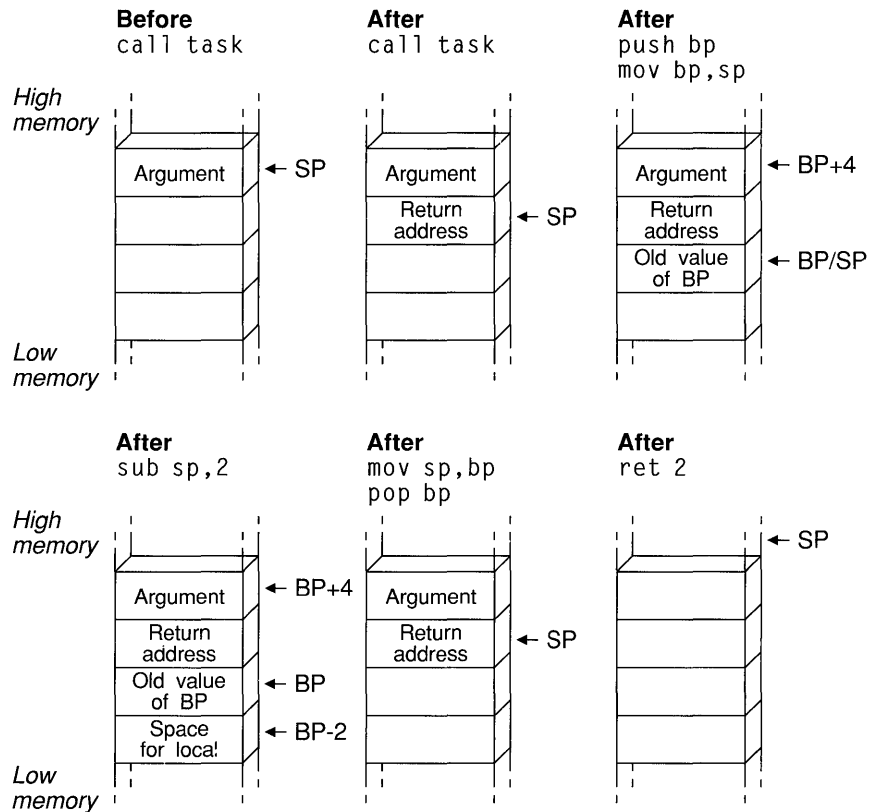 Before
call task
After
call task
After
push bp
mov bp,sp
High
memory
Argument
← SP
Low
memory
Argument
Return
address
← SP
Argument
Return
address
Old value
of BP
← BP+4
← BP/SP
After
sub sp,2
After
mov sp,bp
pop bp
After
ret 2
High
memory
Argument
Return
address
Old value
of BP
Space
for local
← BP+4
← BP
← BP-2
Low
memory
Argument
Return
address
← SP
← SP